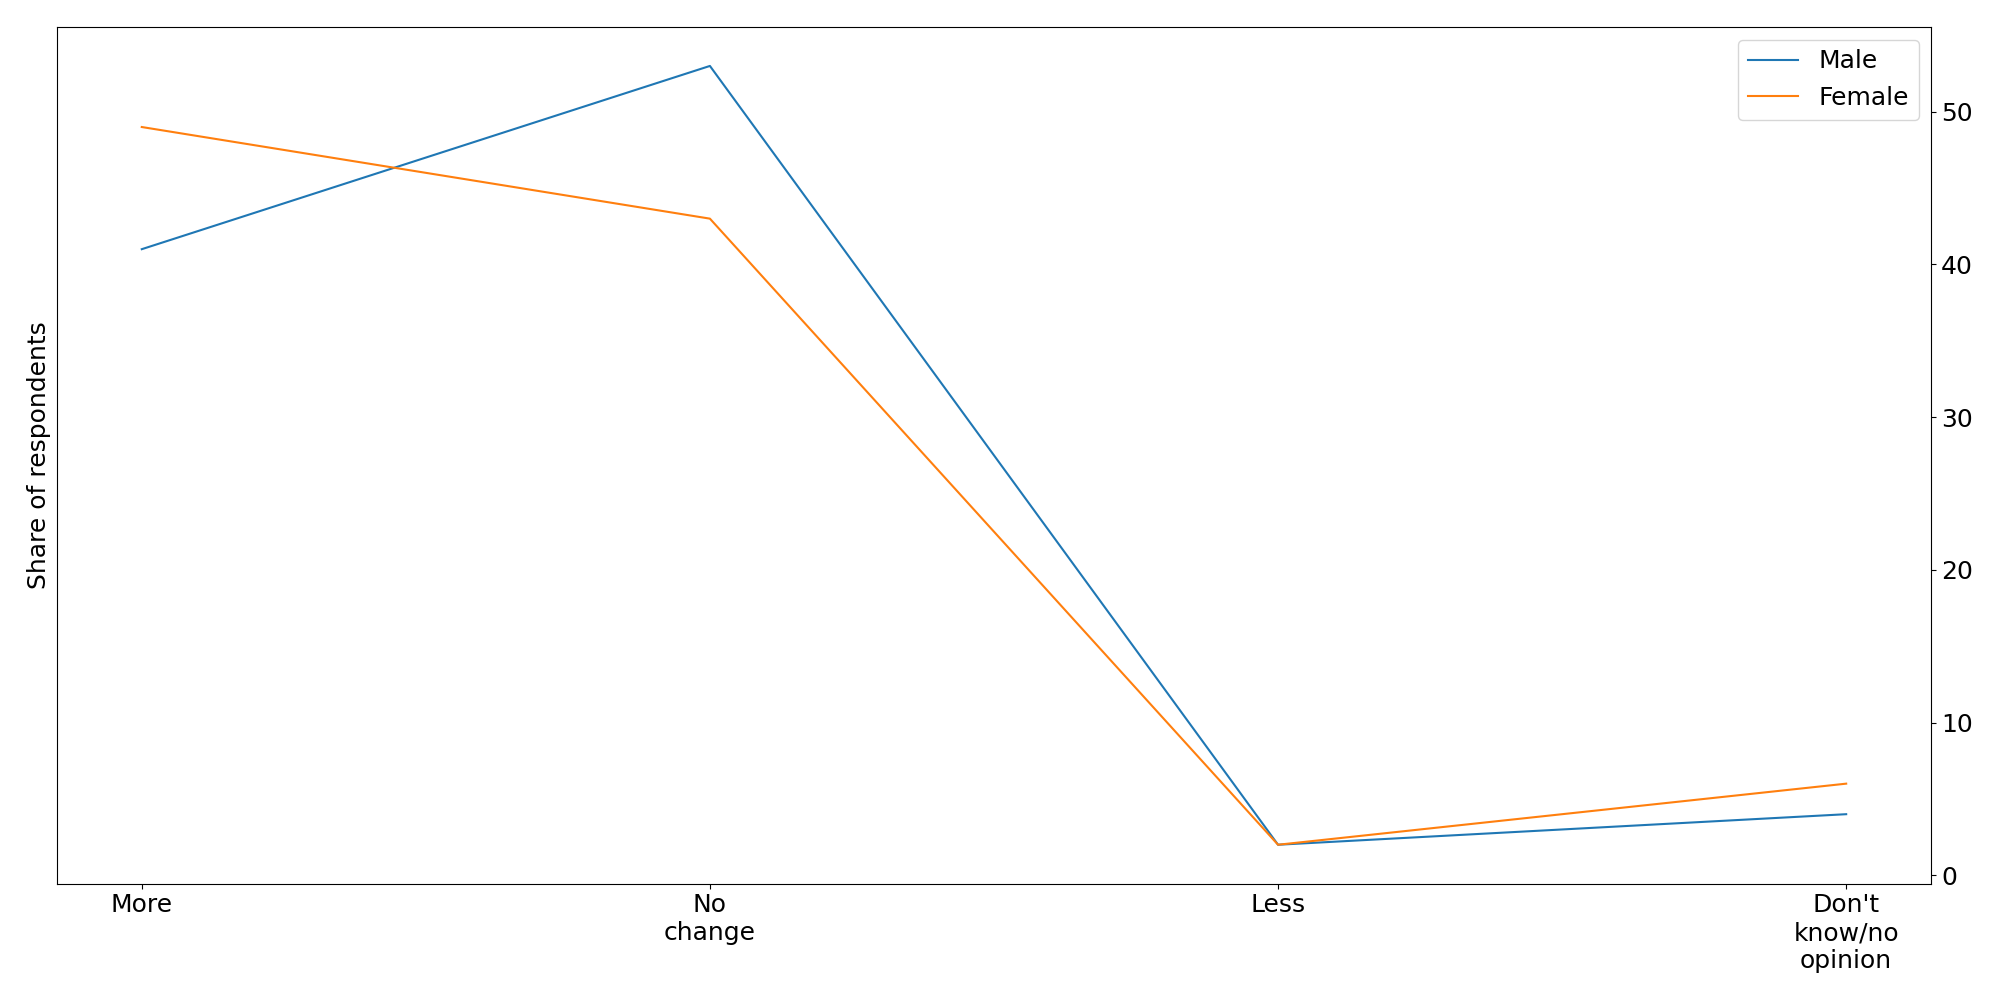 Male
Female
50
40
30
20
10
0
Share of respondents
More
No
change
Less
Don't
know/no
opinion